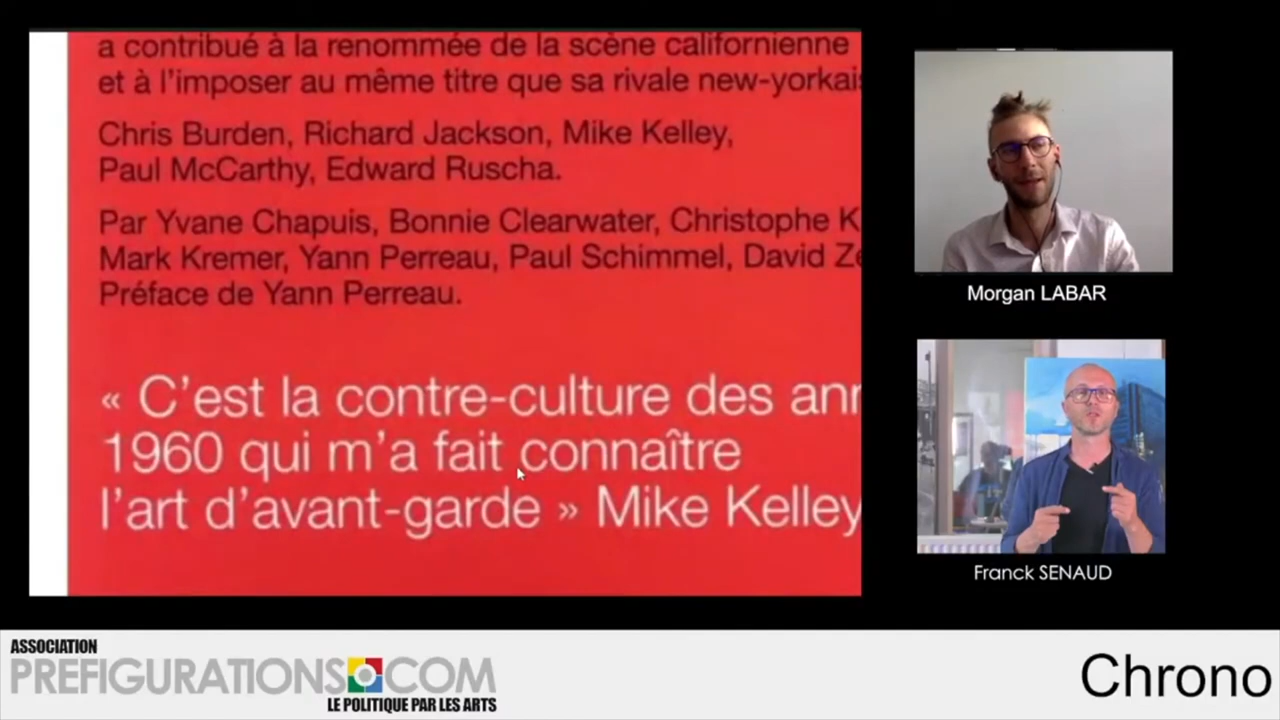 a contribué à la renommée de la scène californienne
et à l'imposer au même titre que sa rivale new-yorkais
Chris Burden, Richard Jackson, Mike Kelley,
Paul McCarthy, Edward Ruscha.
Par Yvane Chapuis, Bonnie Clearwater, Christophe K
Mark Kremer, Yann Perreau, Paul Schimmel, David Ze
Préface de Yann Perreau.
« C'est la contre-culture des ann
1960 qui m'a fait connaître
l'art d'avant-garde » Mike Kelley
Morgan LABAR
Franck SENAUD
ASSOCIATION
PREFIGURATIONS.COM
LE POLITIQUE PAR LES ARTS
Chrono